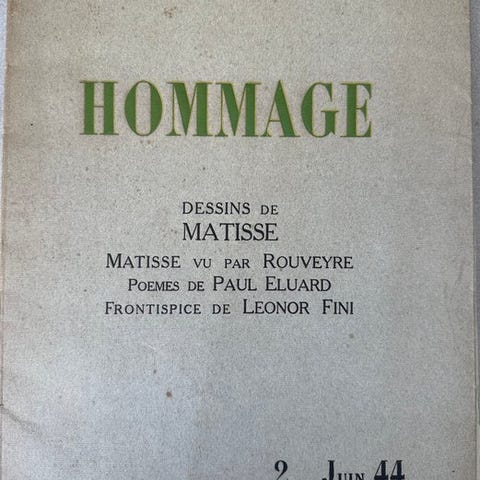 HOMMAGE
DESSINS DE
MATISSE
MATISSE VU PAR ROUVEYRE
POEMES DE PAUL ELUARD
FRONTISPICE DE LEONOR FINI
2 JUIN 44